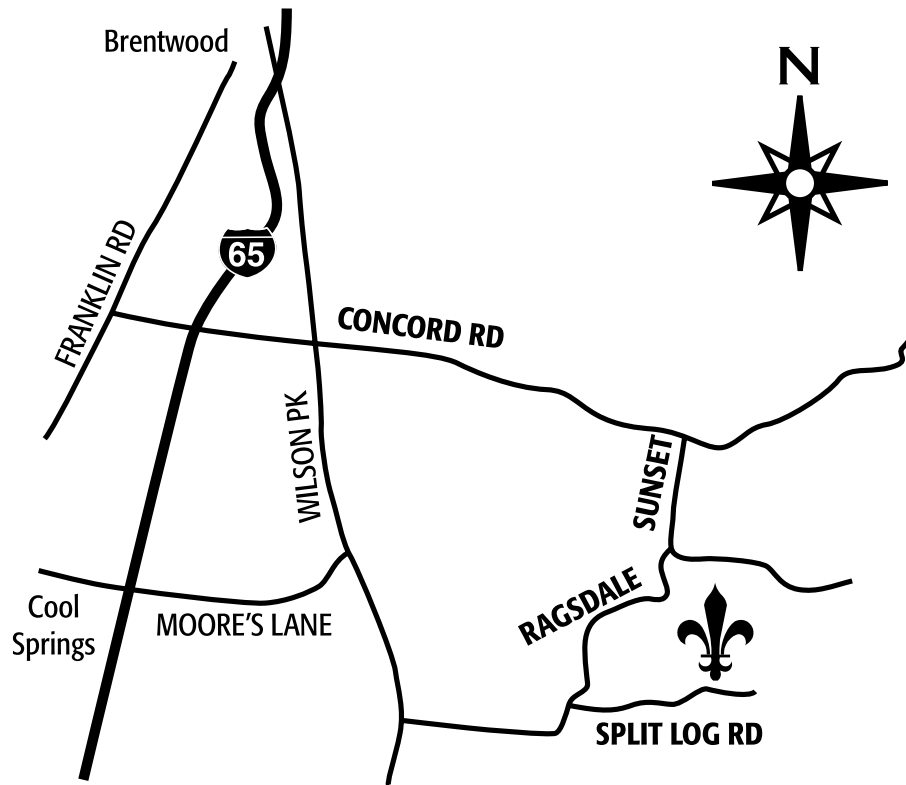 Brentwood
N
FRANKLIN RD
65
CONCORD RD
WILSON PK
SUNSET
RAGSDALE
Cool
Springs
MOORE'S LANE
SPLIT LOG RD